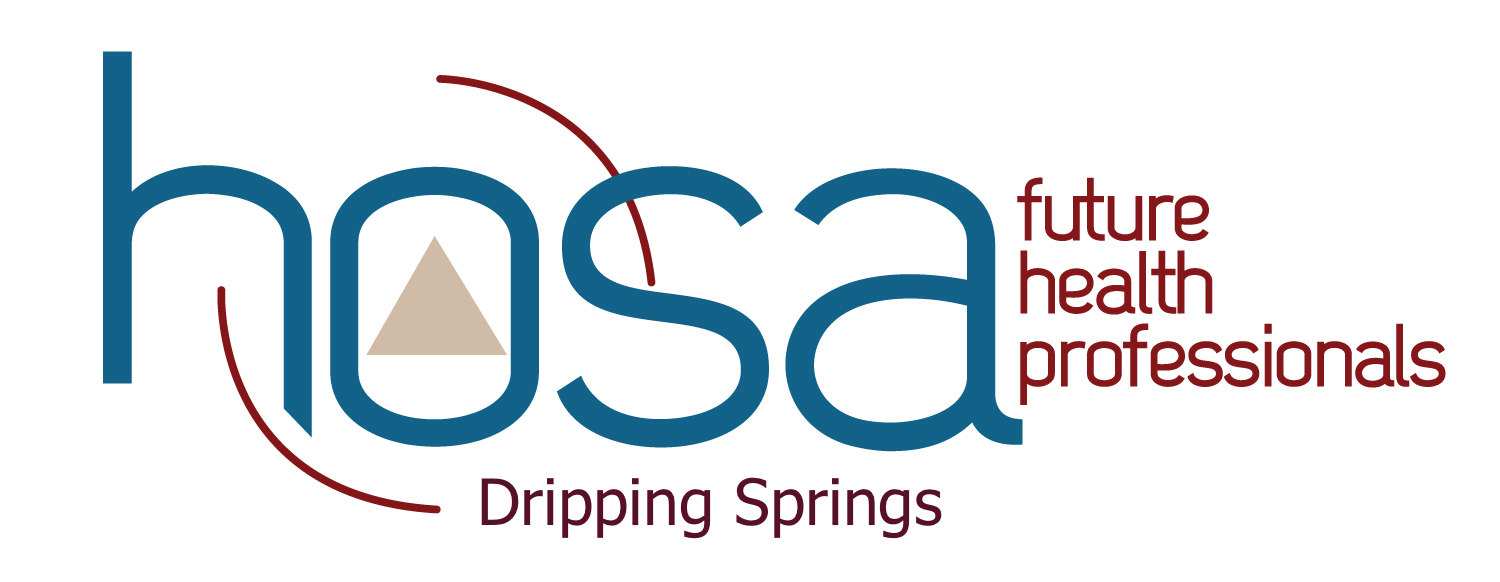 hosa
future
health
professionals
Dripping Springs